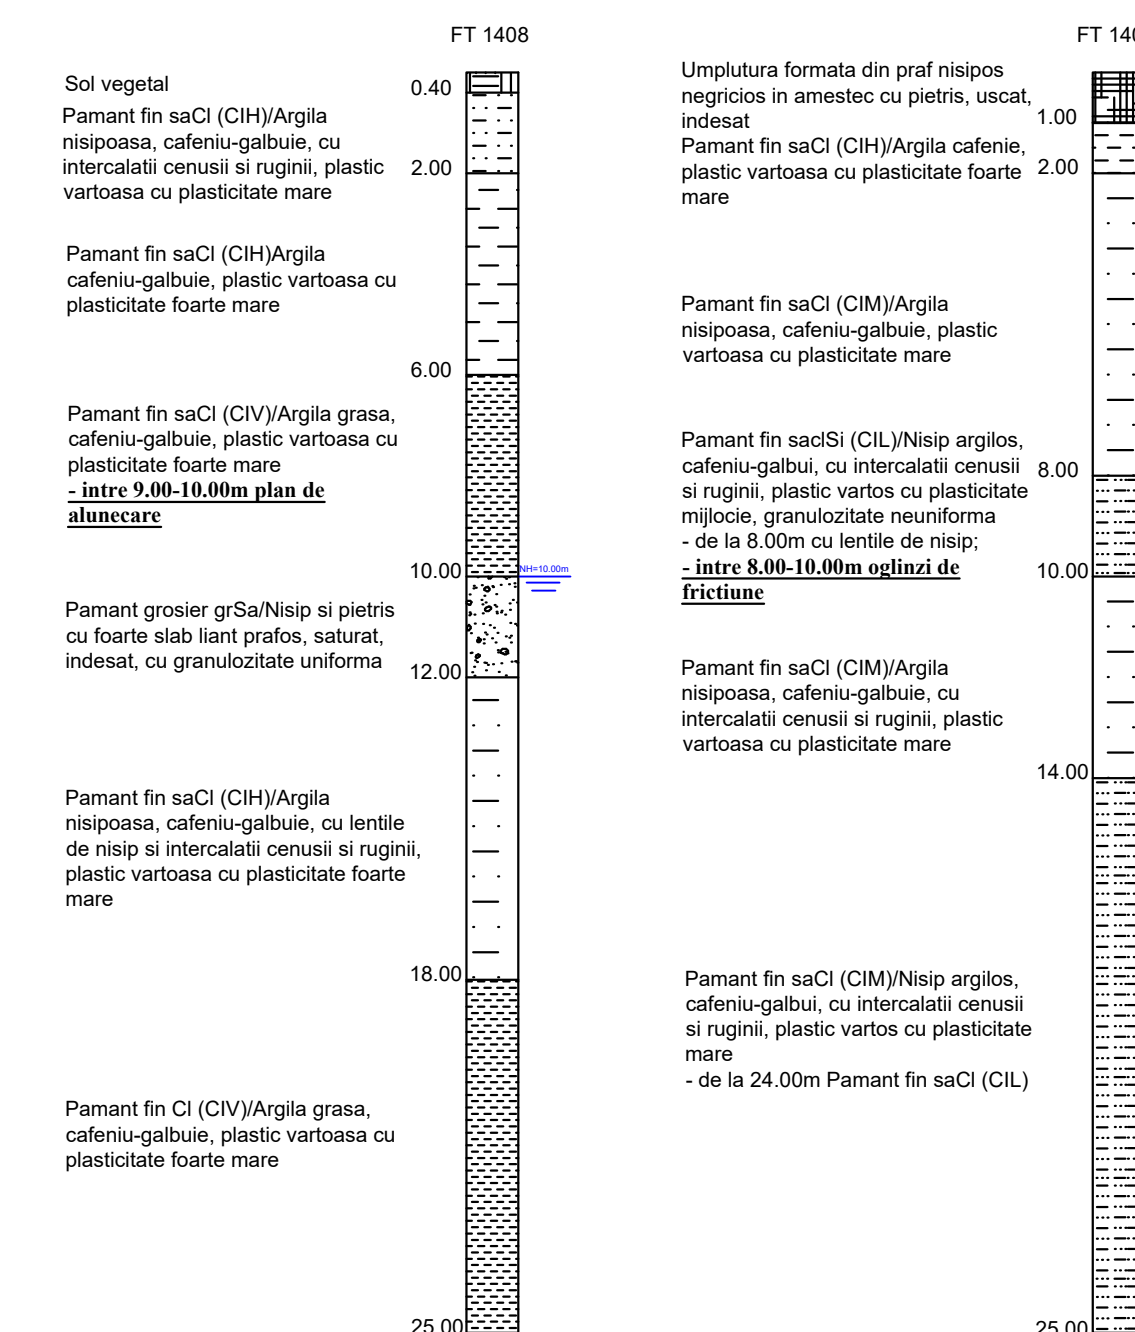 FT 1408
Sol vegetal
0.40
Pamant fin saCl (CIH)/Argila
nisipoasa, cafeniu-galbuie, cu
intercalatii cenusii si ruginii, plastic
vartoasa cu plasticitate mare
2.00
Pamant fin saCl (CIH)Argila
cafeniu-galbuie, plastic vartoasa cu
plasticitate foarte mare
6.00
Pamant fin saCl (CIV)/Argila grasa,
cafeniu-galbuie, plastic vartoasa cu
plasticitate foarte mare
- intre 9.00-10.00m plan de
alunecare
10.00
NH=10.00m
Pamant grosier grSa/Nisip si pietris
cu foarte slab liant prafos, saturat,
indesat, cu granulozitate uniforma
12.00
Pamant fin saCl (CIH)/Argila
nisipoasa, cafeniu-galbuie, cu lentile
de nisip si intercalatii cenusii si ruginii,
plastic vartoasa cu plasticitate foarte
mare
18.00
Pamant fin Cl (CIV)/Argila grasa,
cafeniu-galbuie, plastic vartoasa cu
plasticitate foarte mare
25.00
FT 140
Umplutura formata din praf nisipos
negricios in amestec cu pietris, uscat,
indesat
1.00
Pamant fin saCl (CIH)/Argila cafenie,
plastic vartoasa cu plasticitate foarte
mare
2.00
Pamant fin saCl (CIM)/Argila
nisipoasa, cafeniu-galbuie, plastic
vartoasa cu plasticitate mare
8.00
Pamant fin saclSi (CIL)/Nisip argilos,
cafeniu-galbui, cu intercalatii cenusii
si ruginii, plastic vartos cu plasticitate
mijlocie, granulozitate neuniforma
- de la 8.00m cu lentile de nisip;
- intre 8.00-10.00m oglinzi de
frictiune
10.00
Pamant fin saCl (CIM)/Argila
nisipoasa, cafeniu-galbuie, cu
intercalatii cenusii si ruginii, plastic
vartoasa cu plasticitate mare
14.00
Pamant fin saCl (CIM)/Nisip argilos,
cafeniu-galbui, cu intercalatii cenusii
si ruginii, plastic vartos cu plasticitate
mare
- de la 24.00m Pamant fin saCl (CIL)
25.00